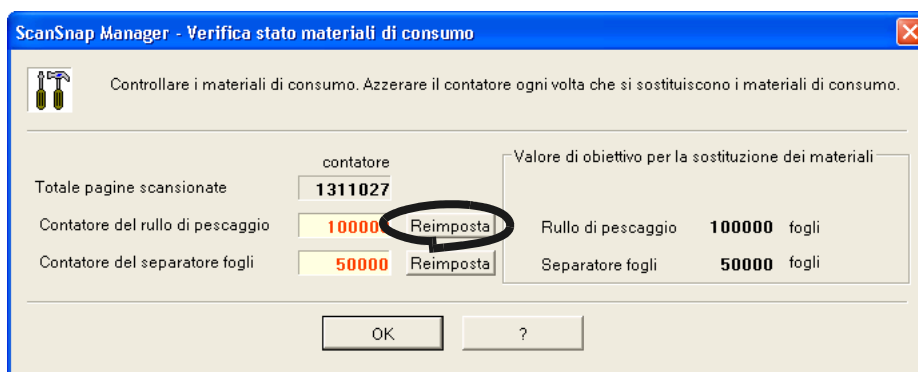 ScanSnap Manager - Verifica stato materiali di consumo
Controllare i materiali di consumo. Azzerare il contatore ogni volta che si sostituiscono i materiali di consumo.
contatore
Valore di obiettivo per la sostituzione dei materiali
Totale pagine scansionate 1311027
Contatore del rullo di pescaggio 100000 Reimposta Rullo di pescaggio 100000 fogli
Contatore del separatore fogli 50000 Reimposta Separatore fogli 50000 fogli
OK ?